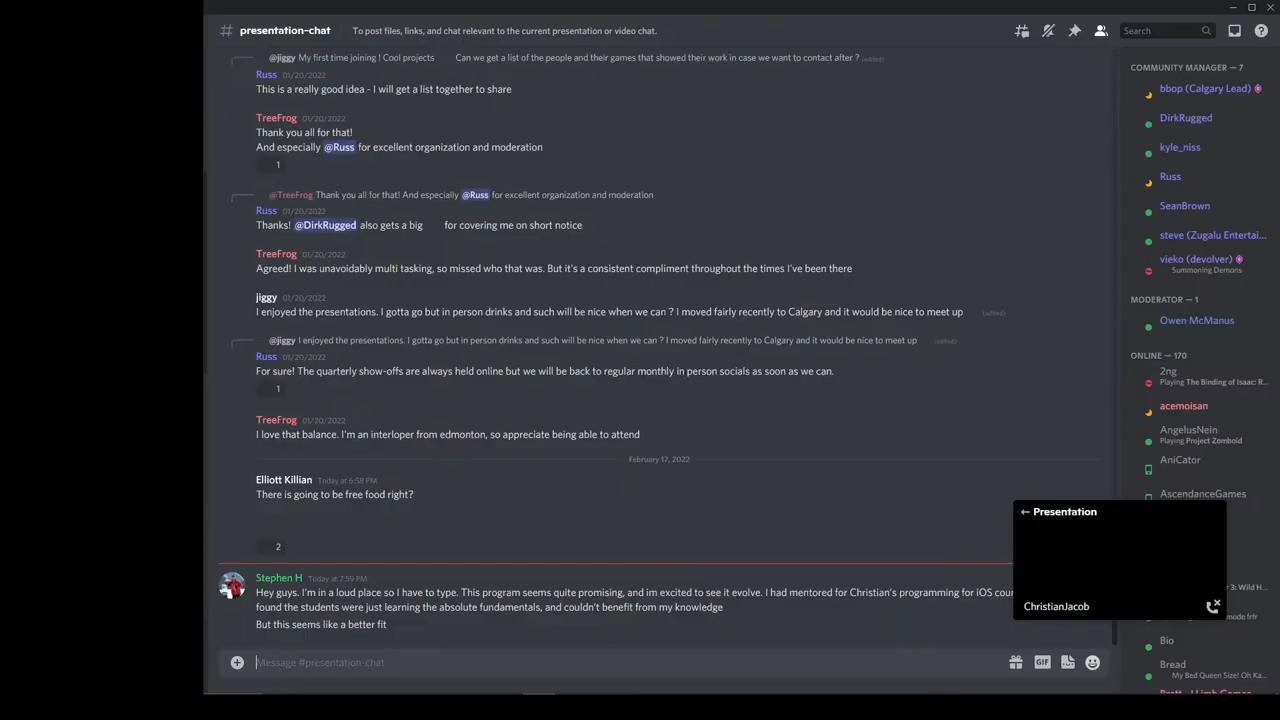 presentation-chat
To post files, links, and chat relevant to the current presentation or video chat.
Search
@jiggy My first time joining ! Cool projects Can we get a list of the people and their games that showed their work in case we want to contact after ? (edited)
Russ 01/20/2022
This is a really good idea - I will get a list together to share
TreeFrog 01/20/2022
Thank you all for that!
And especially @Russ for excellent organization and moderation
1
@TreeFrog Thank you all for that! And especially @Russ for excellent organization and moderation
Russ 01/20/2022
Thanks! @DirkRugged also gets a big for covering me on short notice
TreeFrog 01/20/2022
Agreed! I was unavoidably multi tasking, so missed who that was. But it's a consistent compliment throughout the times I've been there
jiggy 01/20/2022
I enjoyed the presentations. I gotta go but in person drinks and such will be nice when we can ? I moved fairly recently to Calgary and it would be nice to meet up (edited)
@jiggy I enjoyed the presentations. I gotta go but in person drinks and such will be nice when we can ? I moved fairly recently to Calgary and it would be nice to meet up (edited)
Russ 01/20/2022
For sure! The quarterly show-offs are always held online but we will be back to regular monthly in person socials as soon as we can.
1
TreeFrog 01/20/2022
I love that balance. I'm an interloper from edmonton, so appreciate being able to attend
February 17, 2022
Elliott Killian Today at 6:58 PM
There is going to be free food right?
2
Stephen H Today at 7:59 PM
Hey guys. I'm in a loud place so I have to type. This program seems quite promising, and im excited to see it evolve. I had mentored for Christian's programming for iOS cour
found the students were just learning the absolute fundamentals, and couldn't benefit from my knowledge
But this seems like a better fit
Message #presentation-chat
GIF
COMMUNITY MANAGER — 7
bbop (Calgary Lead)
DirkRugged
kyle_niss
Russ
SeanBrown
steve (Zugalu Entertai...
vieko (devolver)
Summoning Demons
MODERATOR — 1
Owen McManus
ONLINE — 170
2ng
Playing The Binding of Isaac: R...
acemoisan
AngelusNein
Playing Project Zomboid
AniCator
AscendanceGames
← Presentation
ChristianJacob
3: Wild H...
mode frfr
Bio
Bread
My Bed Queen Size! Oh Ka...